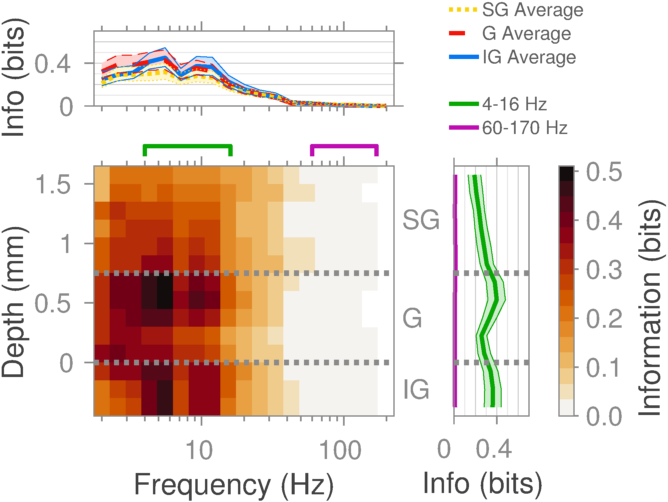 SG Average
G Average
IG Average
4-16 Hz
60-170 Hz
Info (bits)
0.4
0
Depth (mm)
1.5
1
0.5
0
SG
G
IG
10
100
Frequency (Hz)
0
0.4
Info (bits)
0.5
0.4
0.3
0.2
0.1
0.0
Information (bits)